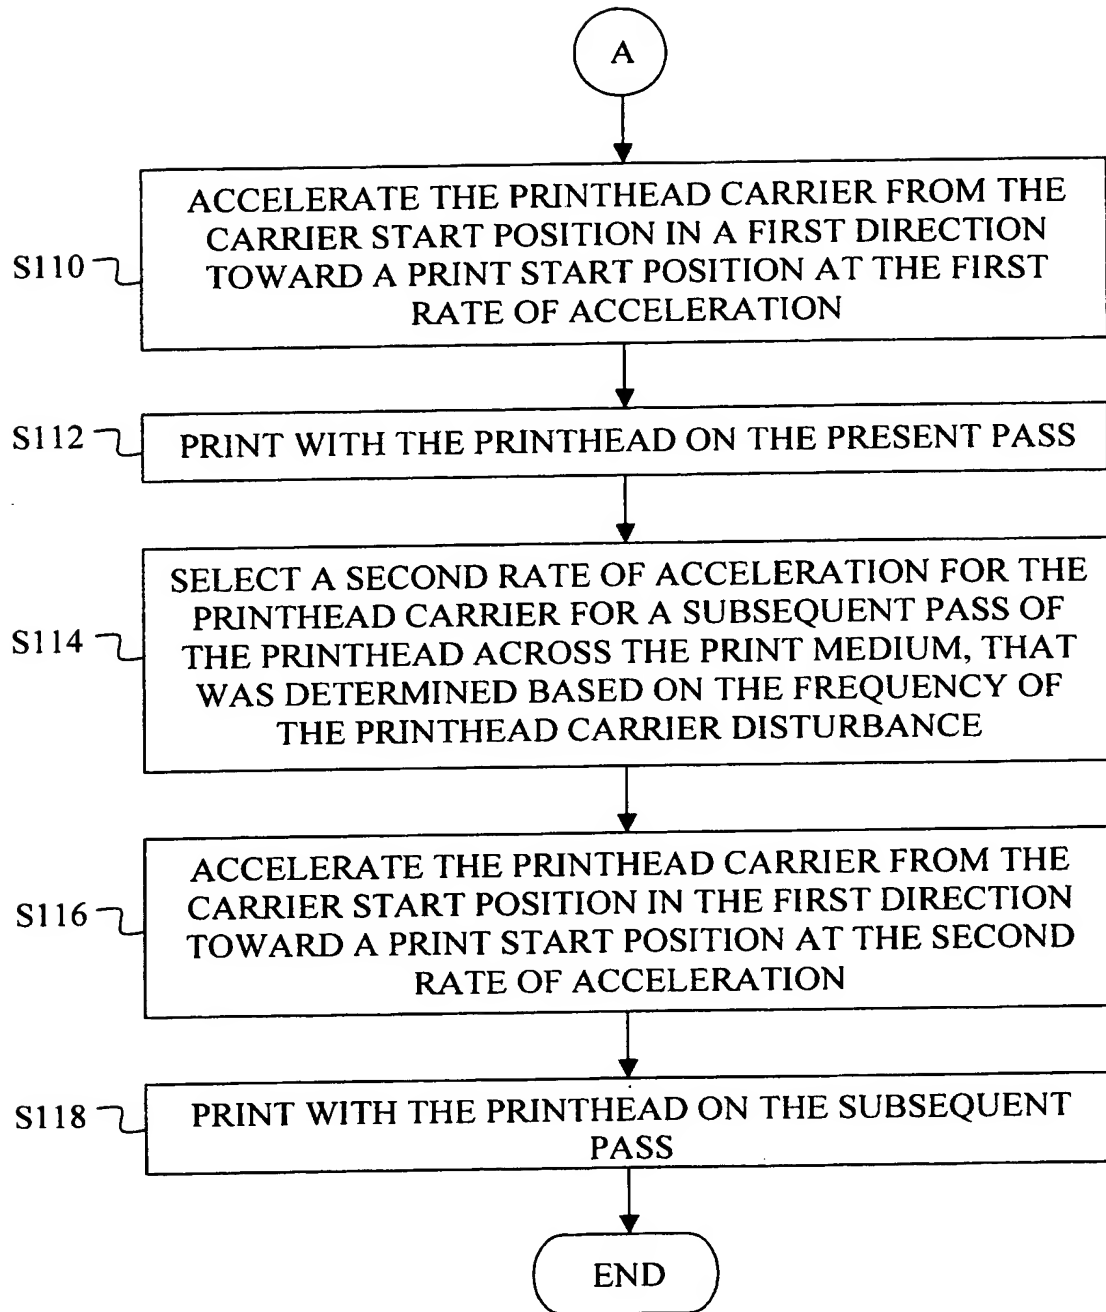 A
ACCELERATE THE PRINTHEAD CARRIER FROM THE
CARRIER START POSITION IN A FIRST DIRECTION
TOWARD A PRINT START POSITION AT THE FIRST
RATE OF ACCELERATION
S110
PRINT WITH THE PRINTHEAD ON THE PRESENT PASS
S112
SELECT A SECOND RATE OF ACCELERATION FOR THE
PRINTHEAD CARRIER FOR A SUBSEQUENT PASS OF
THE PRINTHEAD ACROSS THE PRINT MEDIUM, THAT
WAS DETERMINED BASED ON THE FREQUENCY OF
THE PRINTHEAD CARRIER DISTURBANCE
S114
ACCELERATE THE PRINTHEAD CARRIER FROM THE
CARRIER START POSITION IN THE FIRST DIRECTION
TOWARD A PRINT START POSITION AT THE SECOND
RATE OF ACCELERATION
S116
PRINT WITH THE PRINTHEAD ON THE SUBSEQUENT
PASS
S118
END